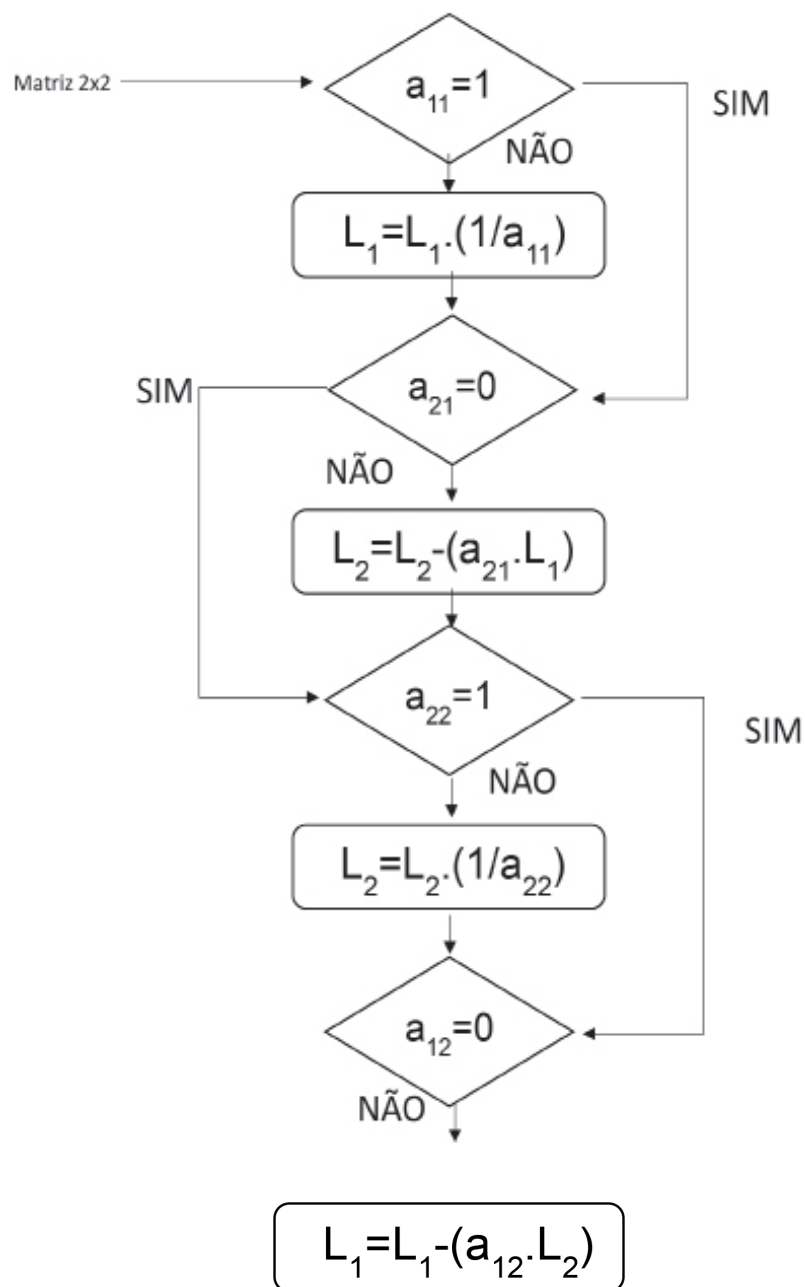 a₁₁=1
Matriz 2x2
SIM
NÃO
L₁=L₁.(1/a₁₁)
a₂₁=0
SIM
NÃO
L₂=L₂-(a₂₁.L₁)
a₂₂=1
SIM
NÃO
L₂=L₂.(1/a₂₂)
a₁₂=0
NÃO
L₁=L₁-(a₁₂.L₂)